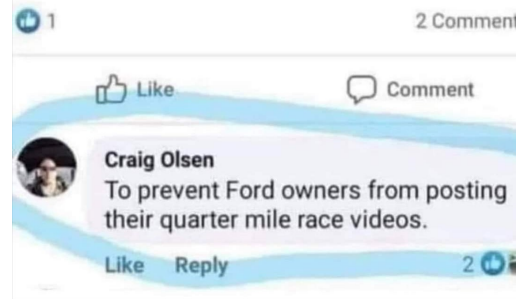 1 2 Comment
Like Comment
Craig Olsen
To prevent Ford owners from posting
their quarter mile race videos.
Like Reply 2